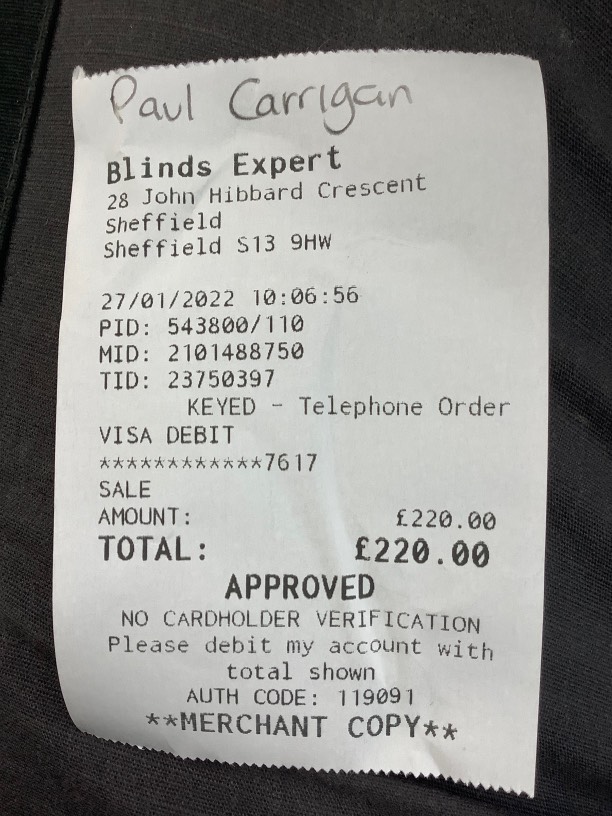 Paul Carrigan
Blinds Expert
28 John Hibbard Crescent
Sheffield
Sheffield S13 9HW
27/01/2022 10:06:56
PID: 543800/110
MID: 2101488750
TID: 23750397
KEYED - Telephone Order
VISA DEBIT
************7617
SALE
AMOUNT: £220.00
TOTAL: £220.00
APPROVED
NO CARDHOLDER VERIFICATION
Please debit my account with
total shown
AUTH CODE: 119091
**MERCHANT COPY**